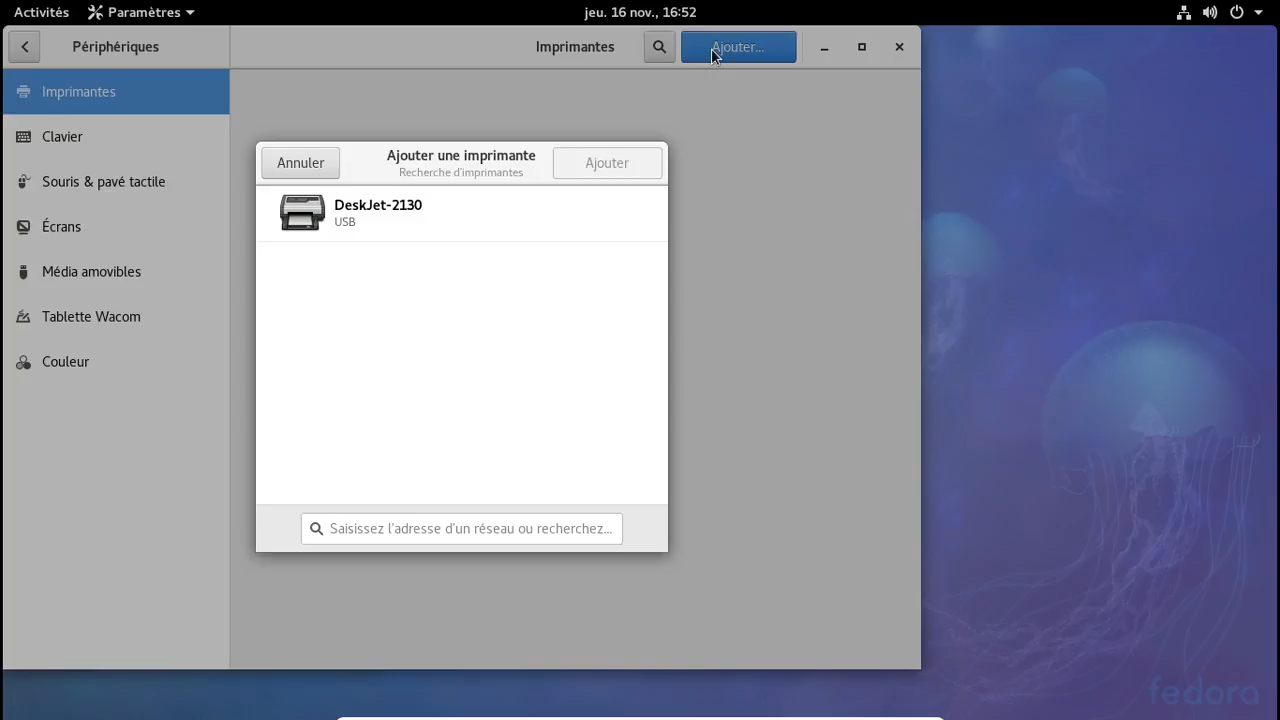 Activités Paramètres jeu. 16 nov., 16:52
Périphériques Imprimantes Ajouter...
Imprimantes
Clavier
Souris & pavé tactile
Écrans
Média amovibles
Tablette Wacom
Couleur
Annuler Ajouter une imprimante Ajouter
Recherche d'imprimantes
DeskJet-2130
USB
Saisissez l'adresse d'un réseau ou recherchez...
fedora